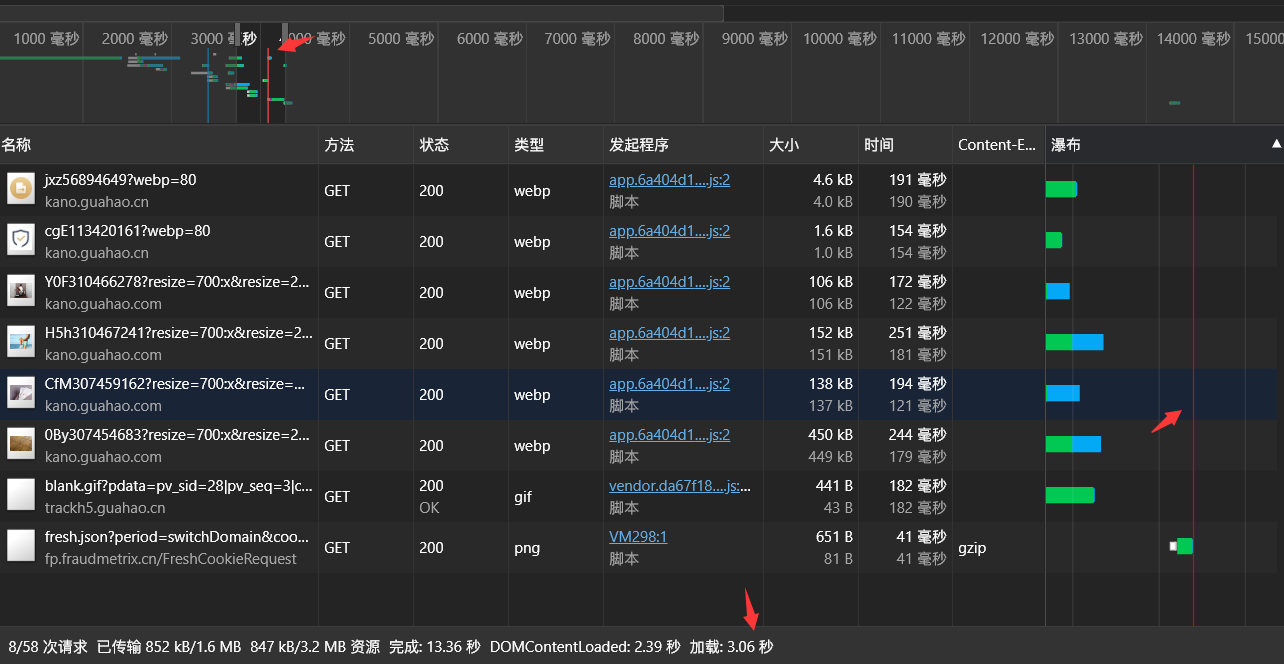 1000 毫秒 2000 毫秒 3000 毫秒 4000 毫秒 5000 毫秒 6000 毫秒 7000 毫秒 8000 毫秒 9000 毫秒 10000 毫秒 11000 毫秒 12000 毫秒 13000 毫秒 14000 毫秒 15000
名称 方法 状态 类型 发起程序 大小 时间 Content-E... 瀑布
jxz56894649?webp=80 GET 200 webp app.6a404d1....js:2 4.6 kB 191 毫秒
kano.guahao.cn 脚本 4.0 kB 190 毫秒
cgE113420161?webp=80 GET 200 webp app.6a404d1....js:2 1.6 kB 154 毫秒
kano.guahao.cn 脚本 1.0 kB 154 毫秒
Y0F310466278?resize=700:x&resize=2... GET 200 webp app.6a404d1....js:2 106 kB 172 毫秒
kano.guahao.com 脚本 106 kB 122 毫秒
H5h310467241?resize=700:x&resize=2... GET 200 webp app.6a404d1....js:2 152 kB 251 毫秒
kano.guahao.com 脚本 151 kB 181 毫秒
CfM307459162?resize=700:x&resize=... GET 200 webp app.6a404d1....js:2 138 kB 194 毫秒
kano.guahao.com 脚本 137 kB 121 毫秒
0By307454683?resize=700:x&resize=2... GET 200 webp app.6a404d1....js:2 450 kB 244 毫秒
kano.guahao.com 脚本 449 kB 179 毫秒
blank.gif?pdata=pv_sid=28|pv_seq=3|c... GET 200 gif vendor.da67f18....js:... 441 B 182 毫秒
trackh5.guahao.cn OK 脚本 43 B 182 毫秒
fresh.json?period=switchDomain&coo... GET 200 png VM298:1 651 B 41 毫秒 gzip
fp.fraudmetrix.cn/FreshCookieRequest 脚本 81 B 41 毫秒
8/58 次请求 已传输 852 kB/1.6 MB 847 kB/3.2 MB 资源 完成: 13.36 秒 DOMContentLoaded: 2.39 秒 加载: 3.06 秒